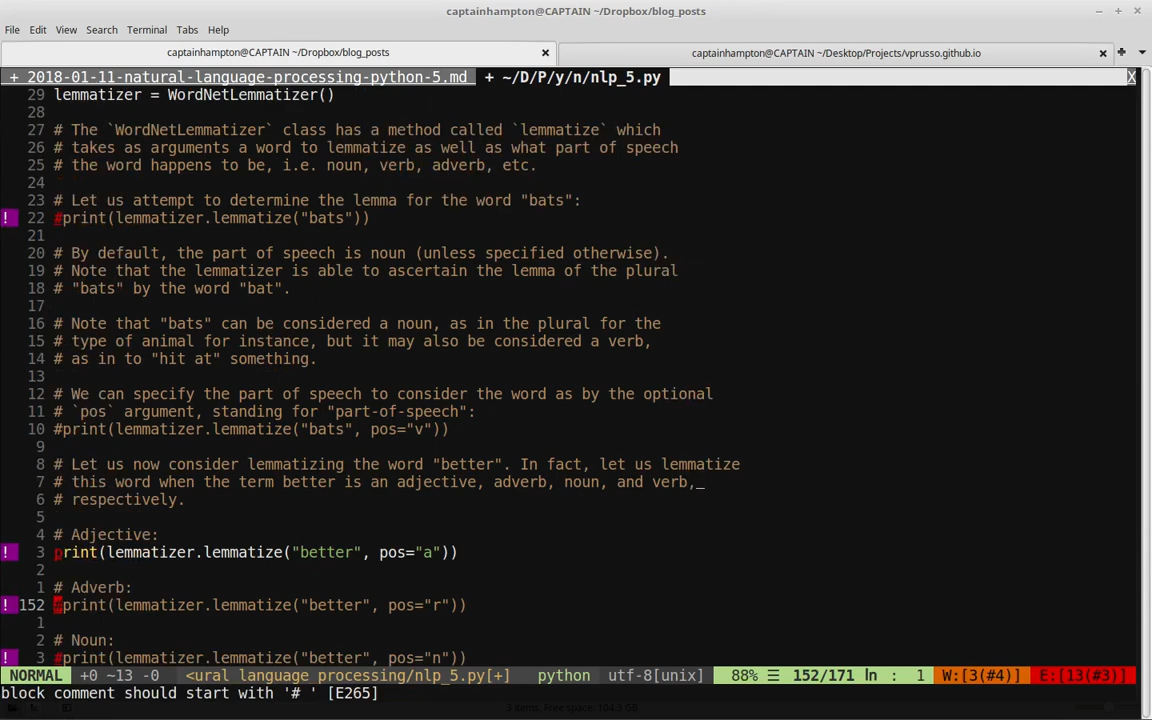 captainhampton@CAPTAIN ~/Dropbox/blog_posts
File Edit View Search Terminal Tabs Help
captainhampton@CAPTAIN ~/Dropbox/blog_posts captainhampton@CAPTAIN ~/Desktop/Projects/vprusso.github.io
+ 2018-01-11-natural-language-processing-python-5.md + ~/D/P/y/n/nlp_5.py X
29 lemmatizer = WordNetLemmatizer()
28
27 # The `WordNetLemmatizer` class has a method called `lemmatize` which
26 # takes as arguments a word to lemmatize as well as what part of speech
25 # the word happens to be, i.e. noun, verb, adverb, etc.
24
23 # Let us attempt to determine the lemma for the word "bats":
! 22 #print(lemmatizer.lemmatize("bats"))
21
20 # By default, the part of speech is noun (unless specified otherwise).
19 # Note that the lemmatizer is able to ascertain the lemma of the plural
18 # "bats" by the word "bat".
17
16 # Note that "bats" can be considered a noun, as in the plural for the
15 # type of animal for instance, but it may also be considered a verb,
14 # as in to "hit at" something.
13
12 # We can specify the part of speech to consider the word as by the optional
11 # `pos` argument, standing for "part-of-speech":
10 #print(lemmatizer.lemmatize("bats", pos="v"))
9
8 # Let us now consider lemmatizing the word "better". In fact, let us lemmatize
7 # this word when the term better is an adjective, adverb, noun, and verb,_
6 # respectively.
5
4 # Adjective:
! 3 print(lemmatizer.lemmatize("better", pos="a"))
2
1 # Adverb:
! 152 #print(lemmatizer.lemmatize("better", pos="r"))
1
2 # Noun:
! 3 #print(lemmatizer.lemmatize("better", pos="n"))
NORMAL +0 ~13 -0 <ural language processing/nlp_5.py[+] python utf-8[unix] 88% ☰ 152/171 ln : 1 W:[3(#4)] E:[13(#3)]
block comment should start with '# ' [E265]
3 items, Free space: 104.3 GB